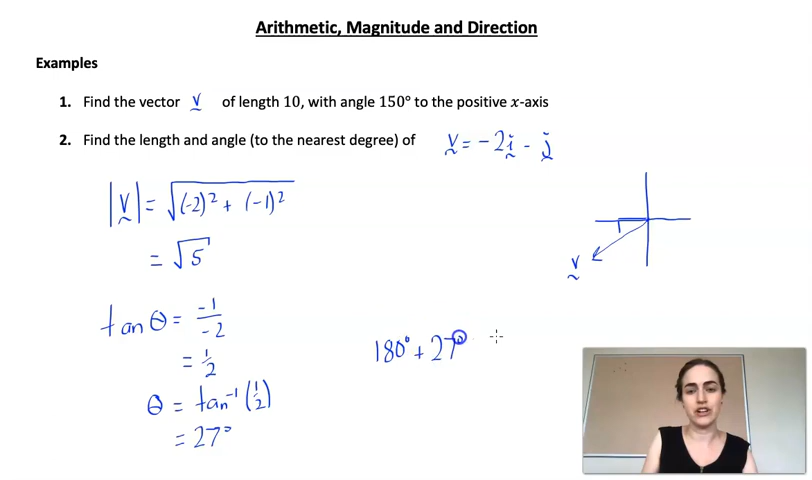 Arithmetic, Magnitude and Direction
Examples
1. Find the vector v of length 10, with angle 150° to the positive x-axis
2. Find the length and angle (to the nearest degree) of v = -2i - j
|v| = √((-2)² + (-1)²)
= √5
v
tan θ = -1/-2
= 1/2
180° + 27°
θ = tan⁻¹(1/2)
= 27°